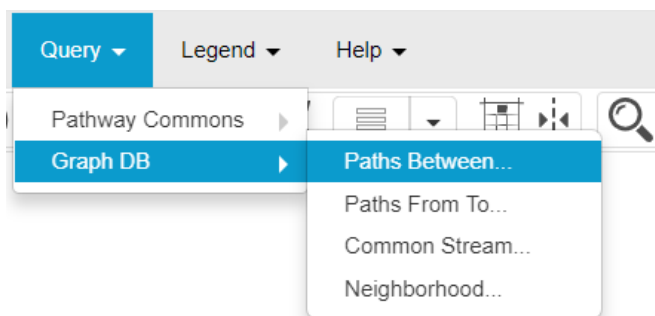 Query Legend Help
Pathway Commons
Graph DB
Paths Between...
Paths From To...
Common Stream...
Neighborhood...